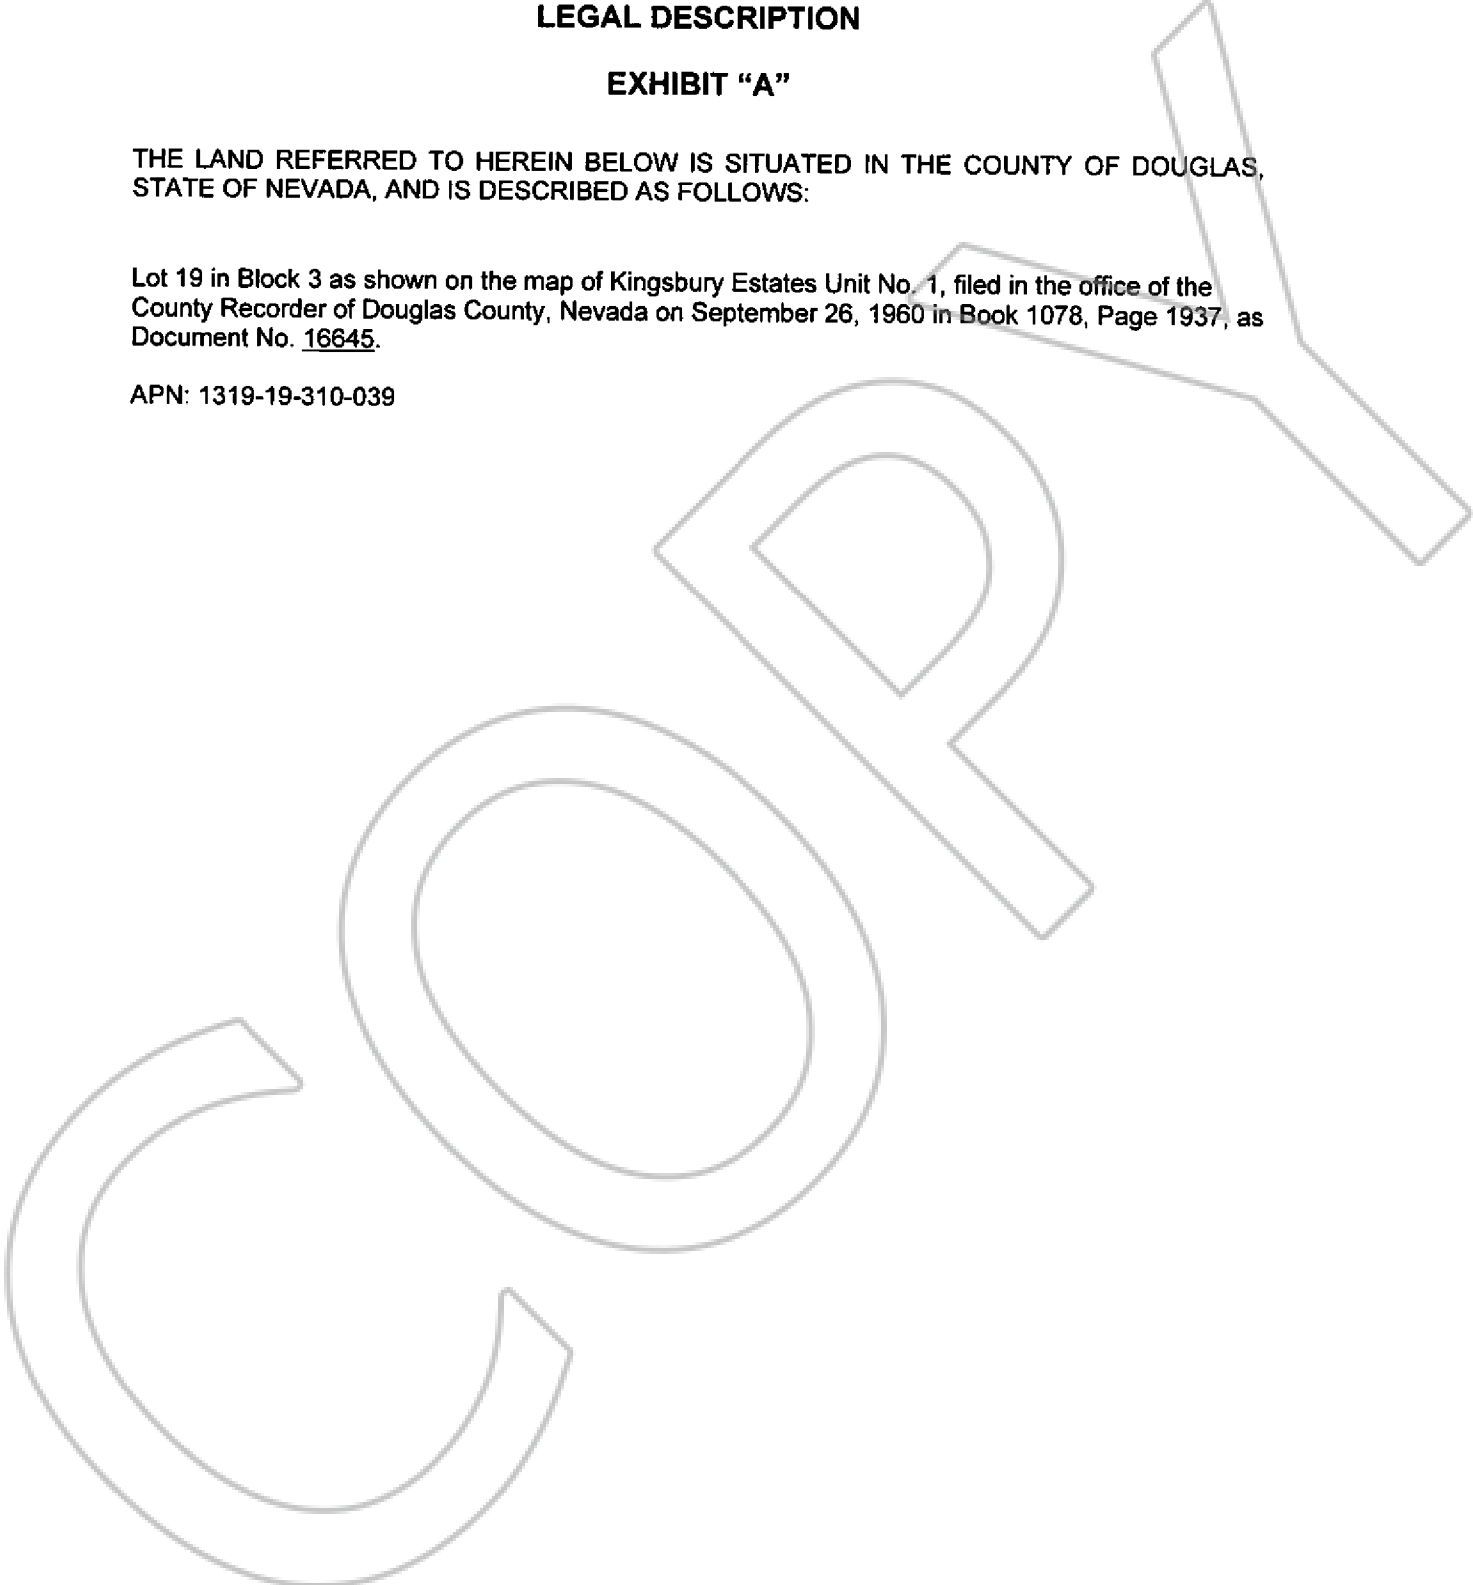 LEGAL DESCRIPTION
EXHIBIT “A”
THE LAND REFERRED TO HEREIN BELOW IS SITUATED IN THE COUNTY OF DOUGLAS,
STATE OF NEVADA, AND IS DESCRIBED AS FOLLOWS:
Lot 19 in Block 3 as shown on the map of Kingsbury Estates Unit No. 1, filed in the office of the
County Recorder of Douglas County, Nevada on September 26, 1960 in Book 1078, Page 1937, as
Document No. 16645.
APN: 1319-19-310-039
COPY